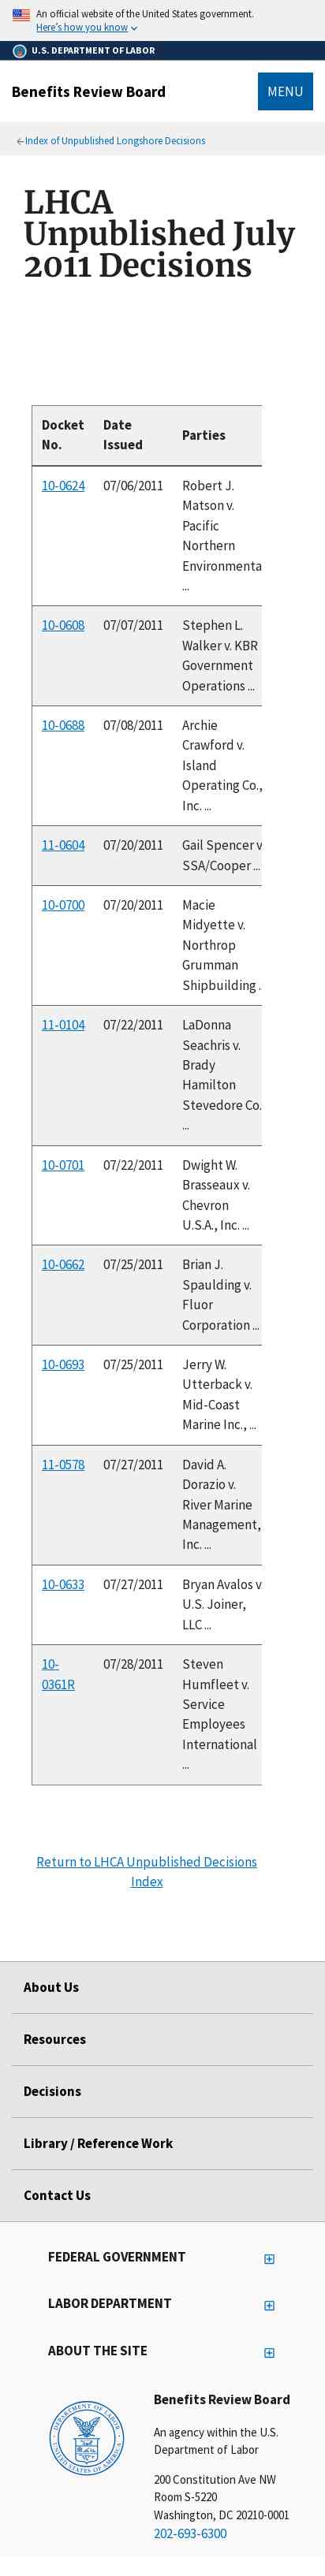 An official website of the United States government.
Here's how you know
U.S. DEPARTMENT OF LABOR
Benefits Review Board
MENU
Index of Unpublished Longshore Decisions
LHCA
Unpublished July
2011 Decisions
Docket No. Date Issued Parties
10-0624 07/06/2011 Robert J.
Matson v.
Pacific
Northern
Environmenta
...
10-0608 07/07/2011 Stephen L.
Walker v. KBR
Government
Operations ...
10-0688 07/08/2011 Archie
Crawford v.
Island
Operating Co.,
Inc. ...
11-0604 07/20/2011 Gail Spencer v
SSA/Cooper ...
10-0700 07/20/2011 Macie
Midyette v.
Northrop
Grumman
Shipbuilding .
11-0104 07/22/2011 LaDonna
Seachris v.
Brady
Hamilton
Stevedore Co.
...
10-0701 07/22/2011 Dwight W.
Brasseaux v.
Chevron
U.S.A., Inc. ...
10-0662 07/25/2011 Brian J.
Spaulding v.
Fluor
Corporation ...
10-0693 07/25/2011 Jerry W.
Utterback v.
Mid-Coast
Marine Inc., ...
11-0578 07/27/2011 David A.
Dorazio v.
River Marine
Management,
Inc. ...
10-0633 07/27/2011 Bryan Avalos v
U.S. Joiner,
LLC ...
10- 07/28/2011 Steven
0361R Humfleet v.
Service
Employees
International
...
Return to LHCA Unpublished Decisions
Index
About Us
Resources
Decisions
Library / Reference Work
Contact Us
FEDERAL GOVERNMENT
LABOR DEPARTMENT
ABOUT THE SITE
DEPARTMENT OF LABOR
UNITED STATES OF AMERICA
Benefits Review Board
An agency within the U.S.
Department of Labor
200 Constitution Ave NW
Room S-5220
Washington, DC 20210-0001
202-693-6300